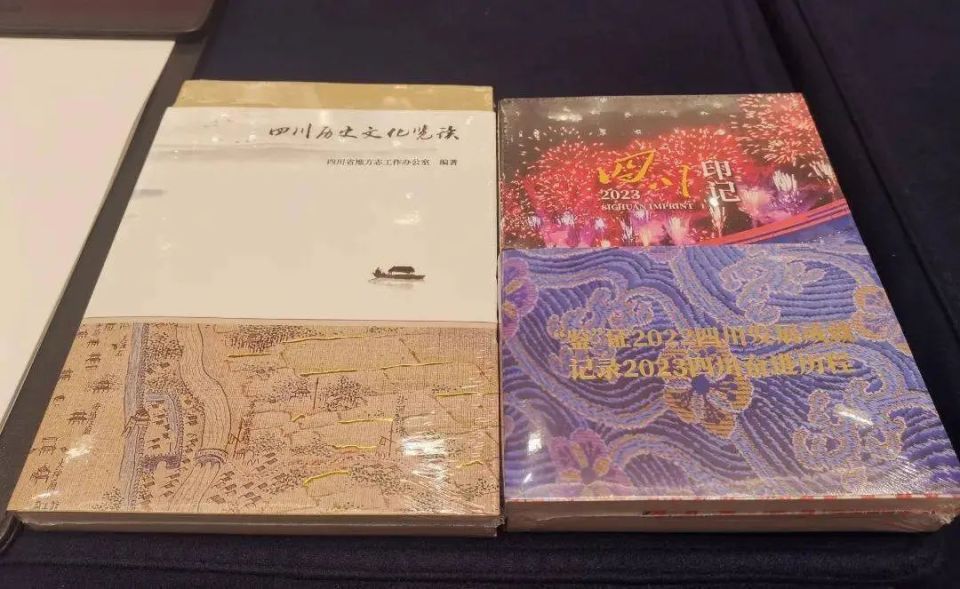 四川历史文化览读
四川省地方志工作办公室 编著
四川
印记
2023
SICHUAN IMPRINT
“鉴”证2022四川发展成就
记录2023四川奋进历程